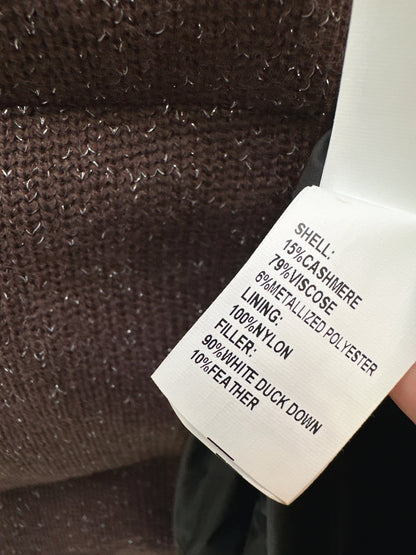 SHELL:
15%CASHMERE
79%VISCOSE
6%METALLIZED POLYESTER
LINING:
100%NYLON
FILLER:
90%WHITE DUCK DOWN
10%FEATHER